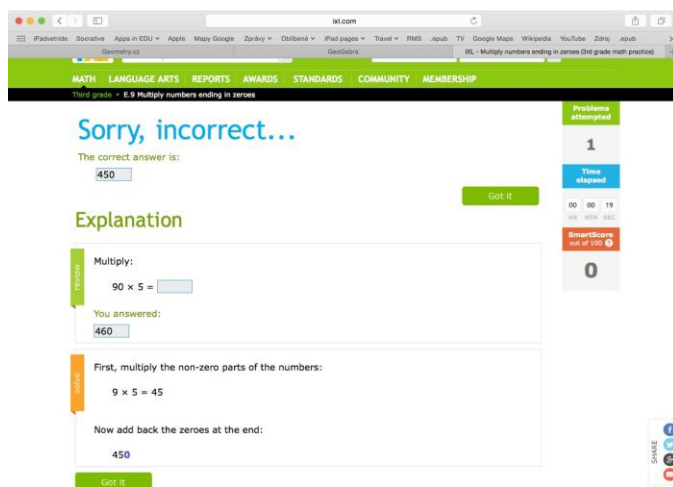 ixl.com
iPadvetride Socrative Apps in EDU Apple Mapy Google Zprávy Oblíbené iPad pages Travel RMS .epub TV Google Maps Wikipedia YouTube Zdroj .epub
Geometry.cz GeoGebra IXL - Multiply numbers ending in zeroes (3rd grade math practice)
MATH LANGUAGE ARTS REPORTS AWARDS STANDARDS COMMUNITY MEMBERSHIP
Third grade E.9 Multiply numbers ending in zeroes
Sorry, incorrect...
The correct answer is:
450
Got it
Problems
attempted
1
Time
elapsed
00 00 19
HR MIN SEC
SmartScore
out of 100 ?
0
Explanation
review
Multiply:
90 × 5 =
You answered:
460
solve
First, multiply the non-zero parts of the numbers:
9 × 5 = 45
Now add back the zeroes at the end:
450
Got it
SHARE